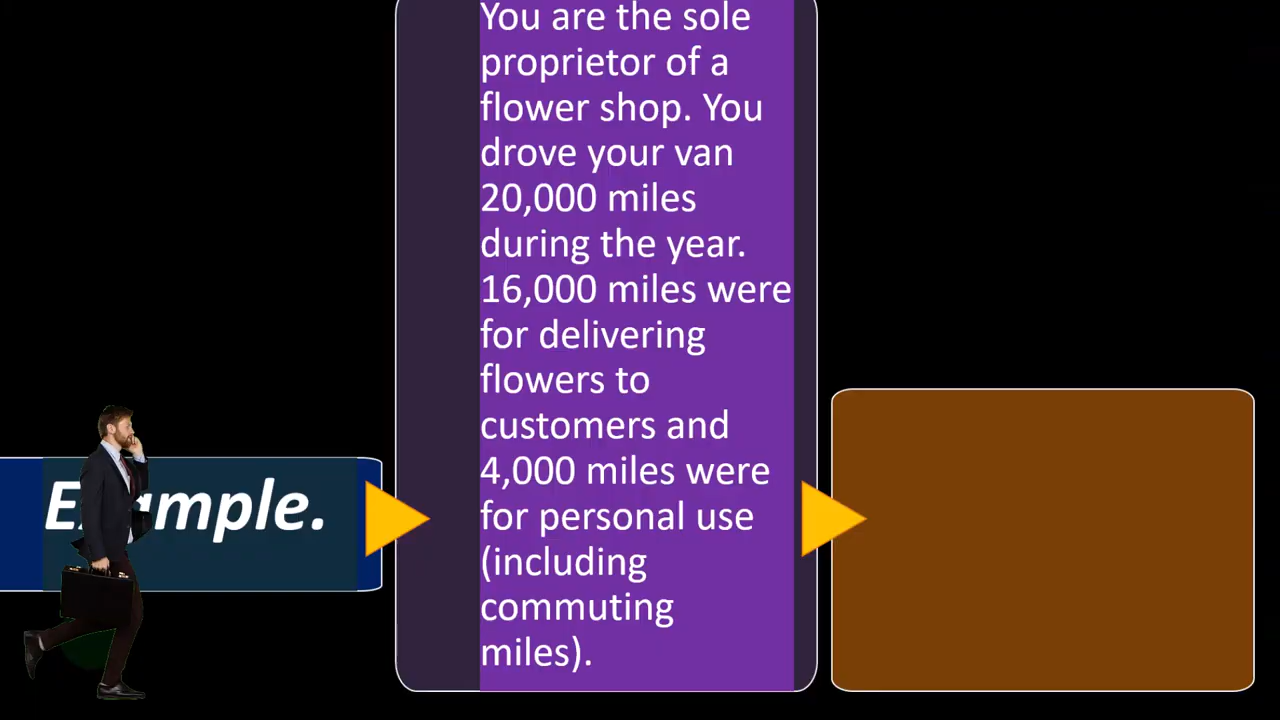 Example.
You are the sole
proprietor of a
flower shop. You
drove your van
20,000 miles
during the year.
16,000 miles were
for delivering
flowers to
customers and
4,000 miles were
for personal use
(including
commuting
miles).